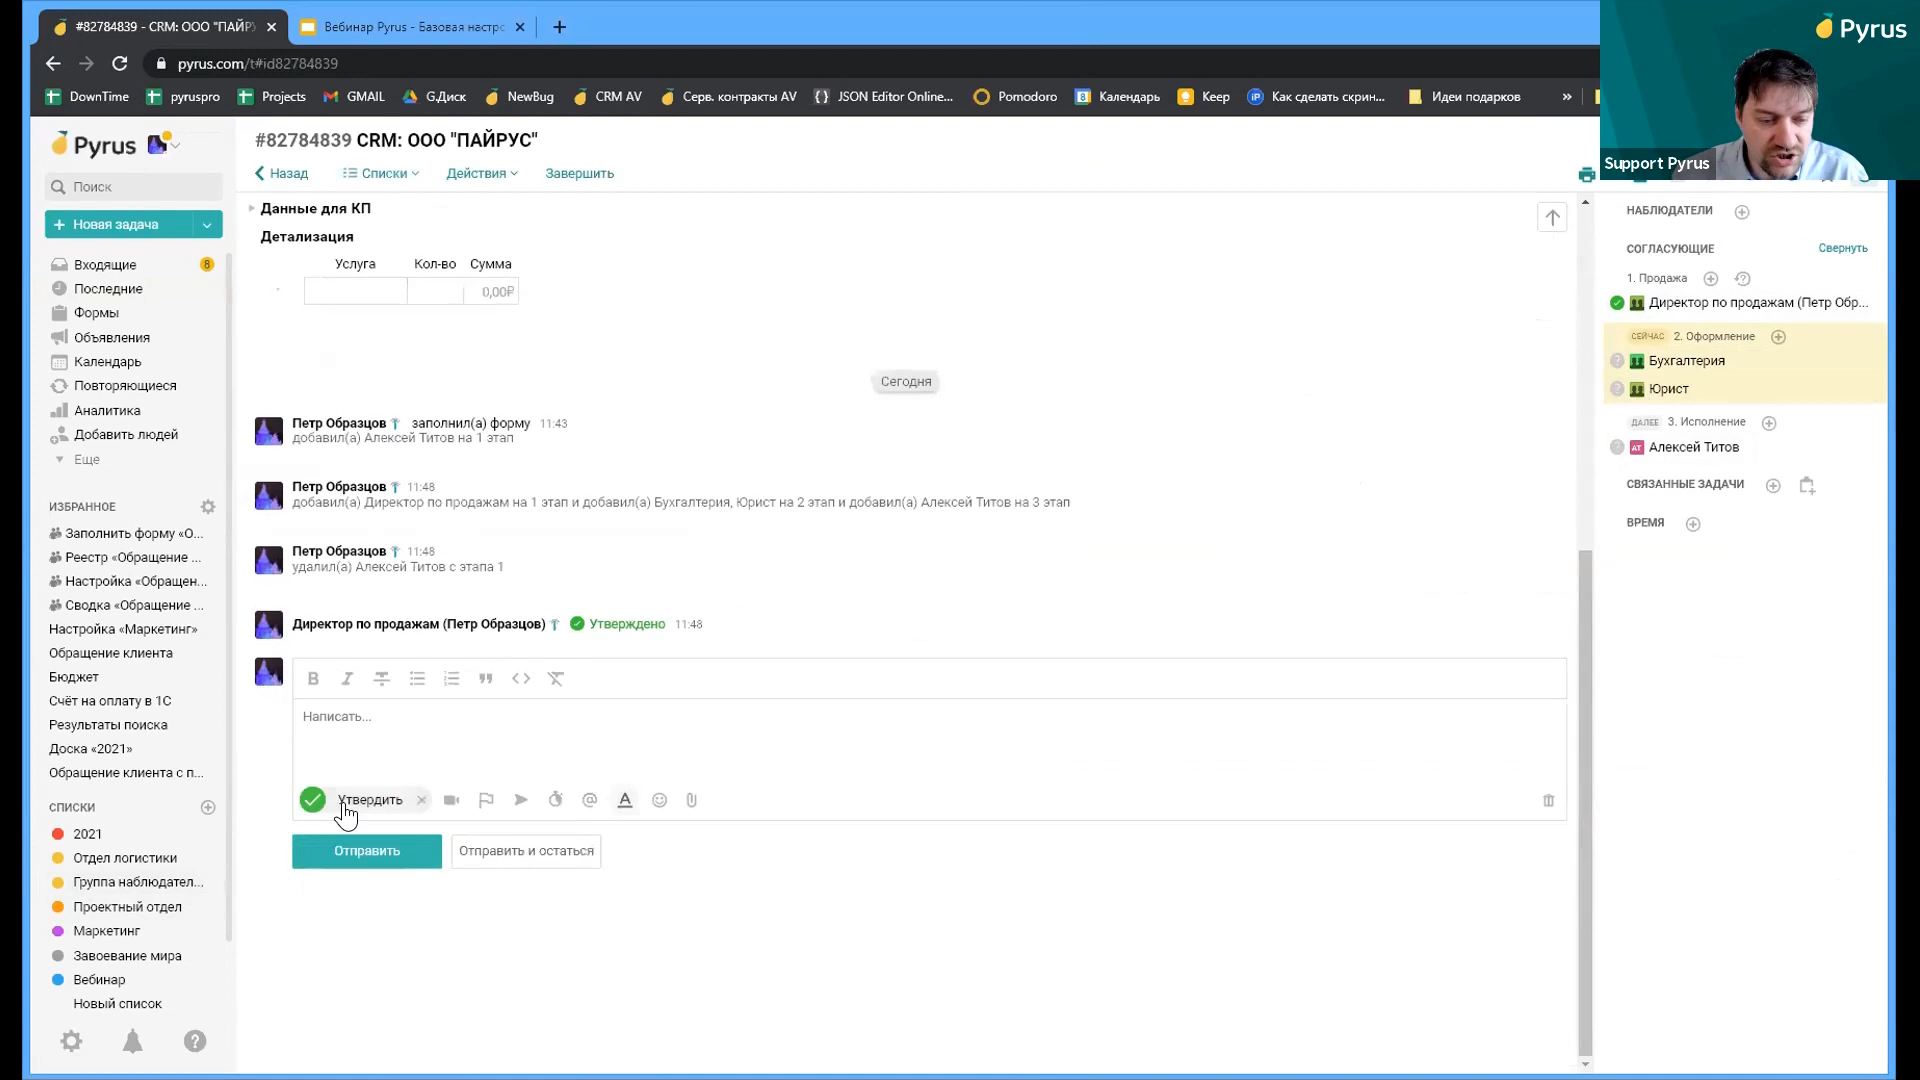 #82784839 - CRM: ООО "ПАЙР
Вебинар Pyrus - Базовая настро
pyrus.com/t#id82784839
DownTime
pyruspro
Projects
GMAIL
G.Диск
NewBug
CRM AV
Серв. контракты AV
JSON Editor Online...
Pomodoro
Календарь
Keep
Как сделать скрин...
Идеи подарков
»
Pyrus
Support Pyrus
Pyrus
Поиск
+ Новая задача
Входящие 8
Последние
Формы
Объявления
Календарь
Повторяющиеся
Аналитика
Добавить людей
Еще
ИЗБРАННОЕ
Заполнить форму «О...
Реестр «Обращение ...
Настройка «Обращен...
Сводка «Обращение ...
Настройка «Маркетинг»
Обращение клиента
Бюджет
Счёт на оплату в 1С
Результаты поиска
Доска «2021»
Обращение клиента с п...
СПИСКИ
2021
Отдел логистики
Группа наблюдател...
Проектный отдел
Маркетинг
Завоевание мира
Вебинар
Новый список
#82784839 CRM: ООО "ПАЙРУС"
Назад
Списки
Действия
Завершить
Данные для КП
Детализация
Услуга Кол-во Сумма
0,00₽
Сегодня
Петр Образцов заполнил(а) форму 11:43
добавил(а) Алексей Титов на 1 этап
Петр Образцов 11:48
добавил(а) Директор по продажам на 1 этап и добавил(а) Бухгалтерия, Юрист на 2 этап и добавил(а) Алексей Титов на 3 этап
Петр Образцов 11:48
удалил(а) Алексей Титов с этапа 1
Директор по продажам (Петр Образцов) Утверждено 11:48
Написать...
Утвердить
Отправить
Отправить и остаться
НАБЛЮДАТЕЛИ
СОГЛАСУЮЩИЕ Свернуть
1. Продажа
Директор по продажам (Петр Обр...
СЕЙЧАС 2. Оформление
Бухгалтерия
Юрист
ДАЛЕЕ 3. Исполнение
АТ Алексей Титов
СВЯЗАННЫЕ ЗАДАЧИ
ВРЕМЯ